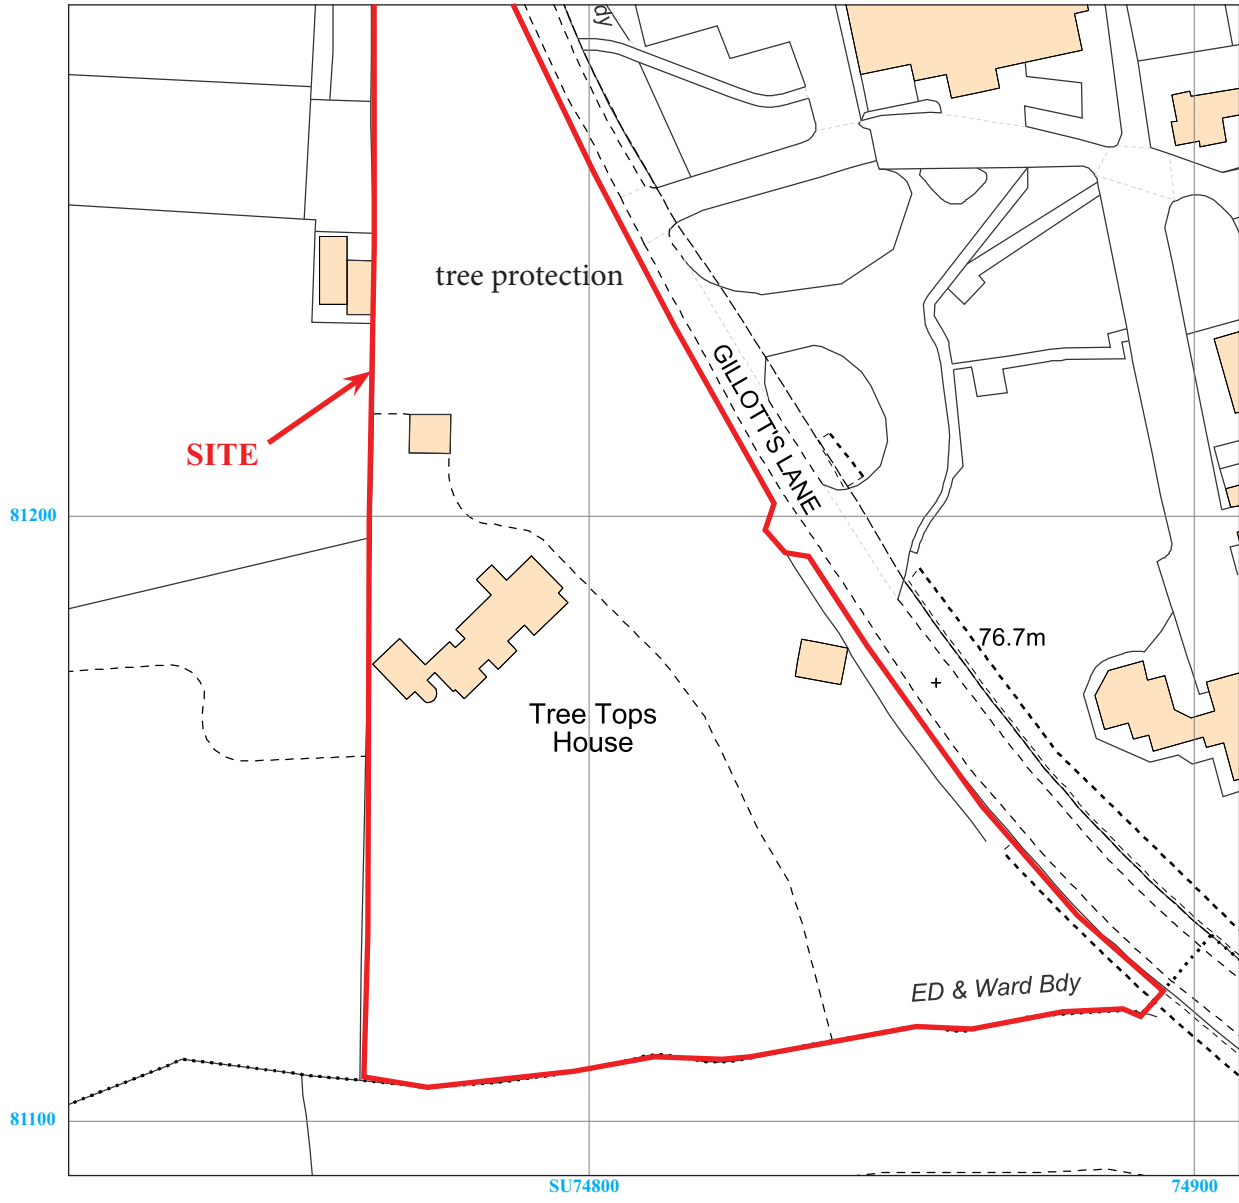 dy
tree protection
GILLOTT'S LANE
SITE
81200
76.7m
Tree Tops
House
ED & Ward Bdy
81100
SU74800
74900